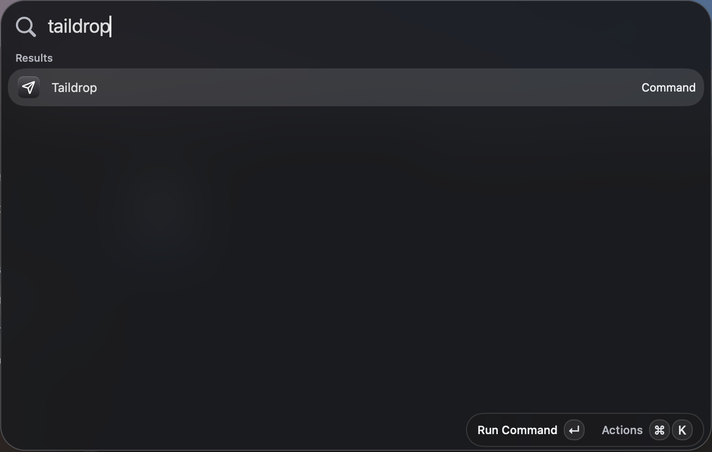 taildrop
Results
Taildrop Command
Run Command ↵ Actions ⌘ K